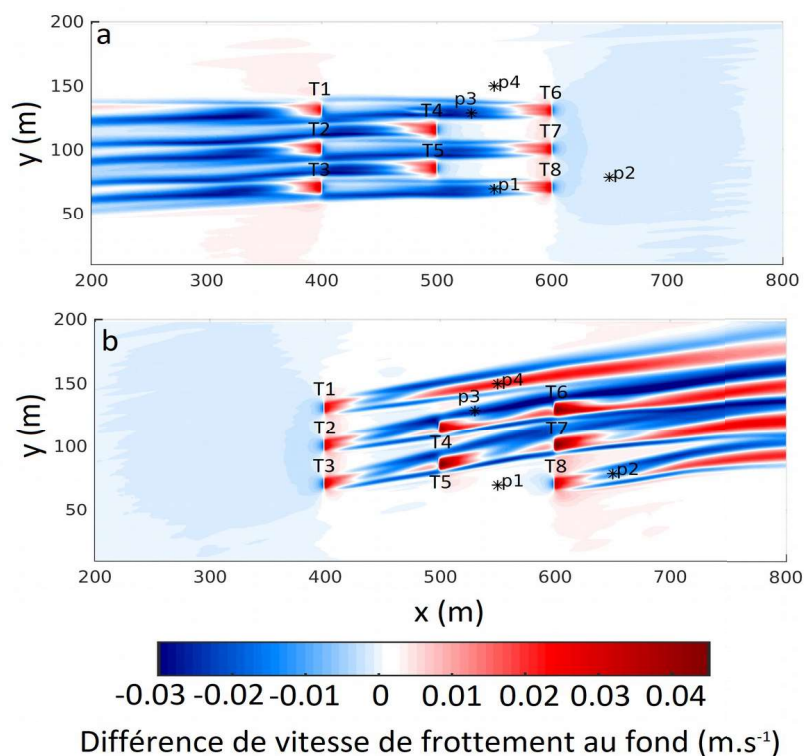 200
a
150
T1
p4
p3
T4
T6
y (m)
T2
100
T5
T7
T3
T8
p1
p2
50
200 300 400 500 600 700 800
200
b
150
T1
p4
p3
T6
y (m)
T2
100
T4
T7
T3
T5
T8
p1
p2
50
200 300 400 500 600 700 800
x (m)
-0.03 -0.02 -0.01 0 0.01 0.02 0.03 0.04
Différence de vitesse de frottement au fond (m.s⁻¹)